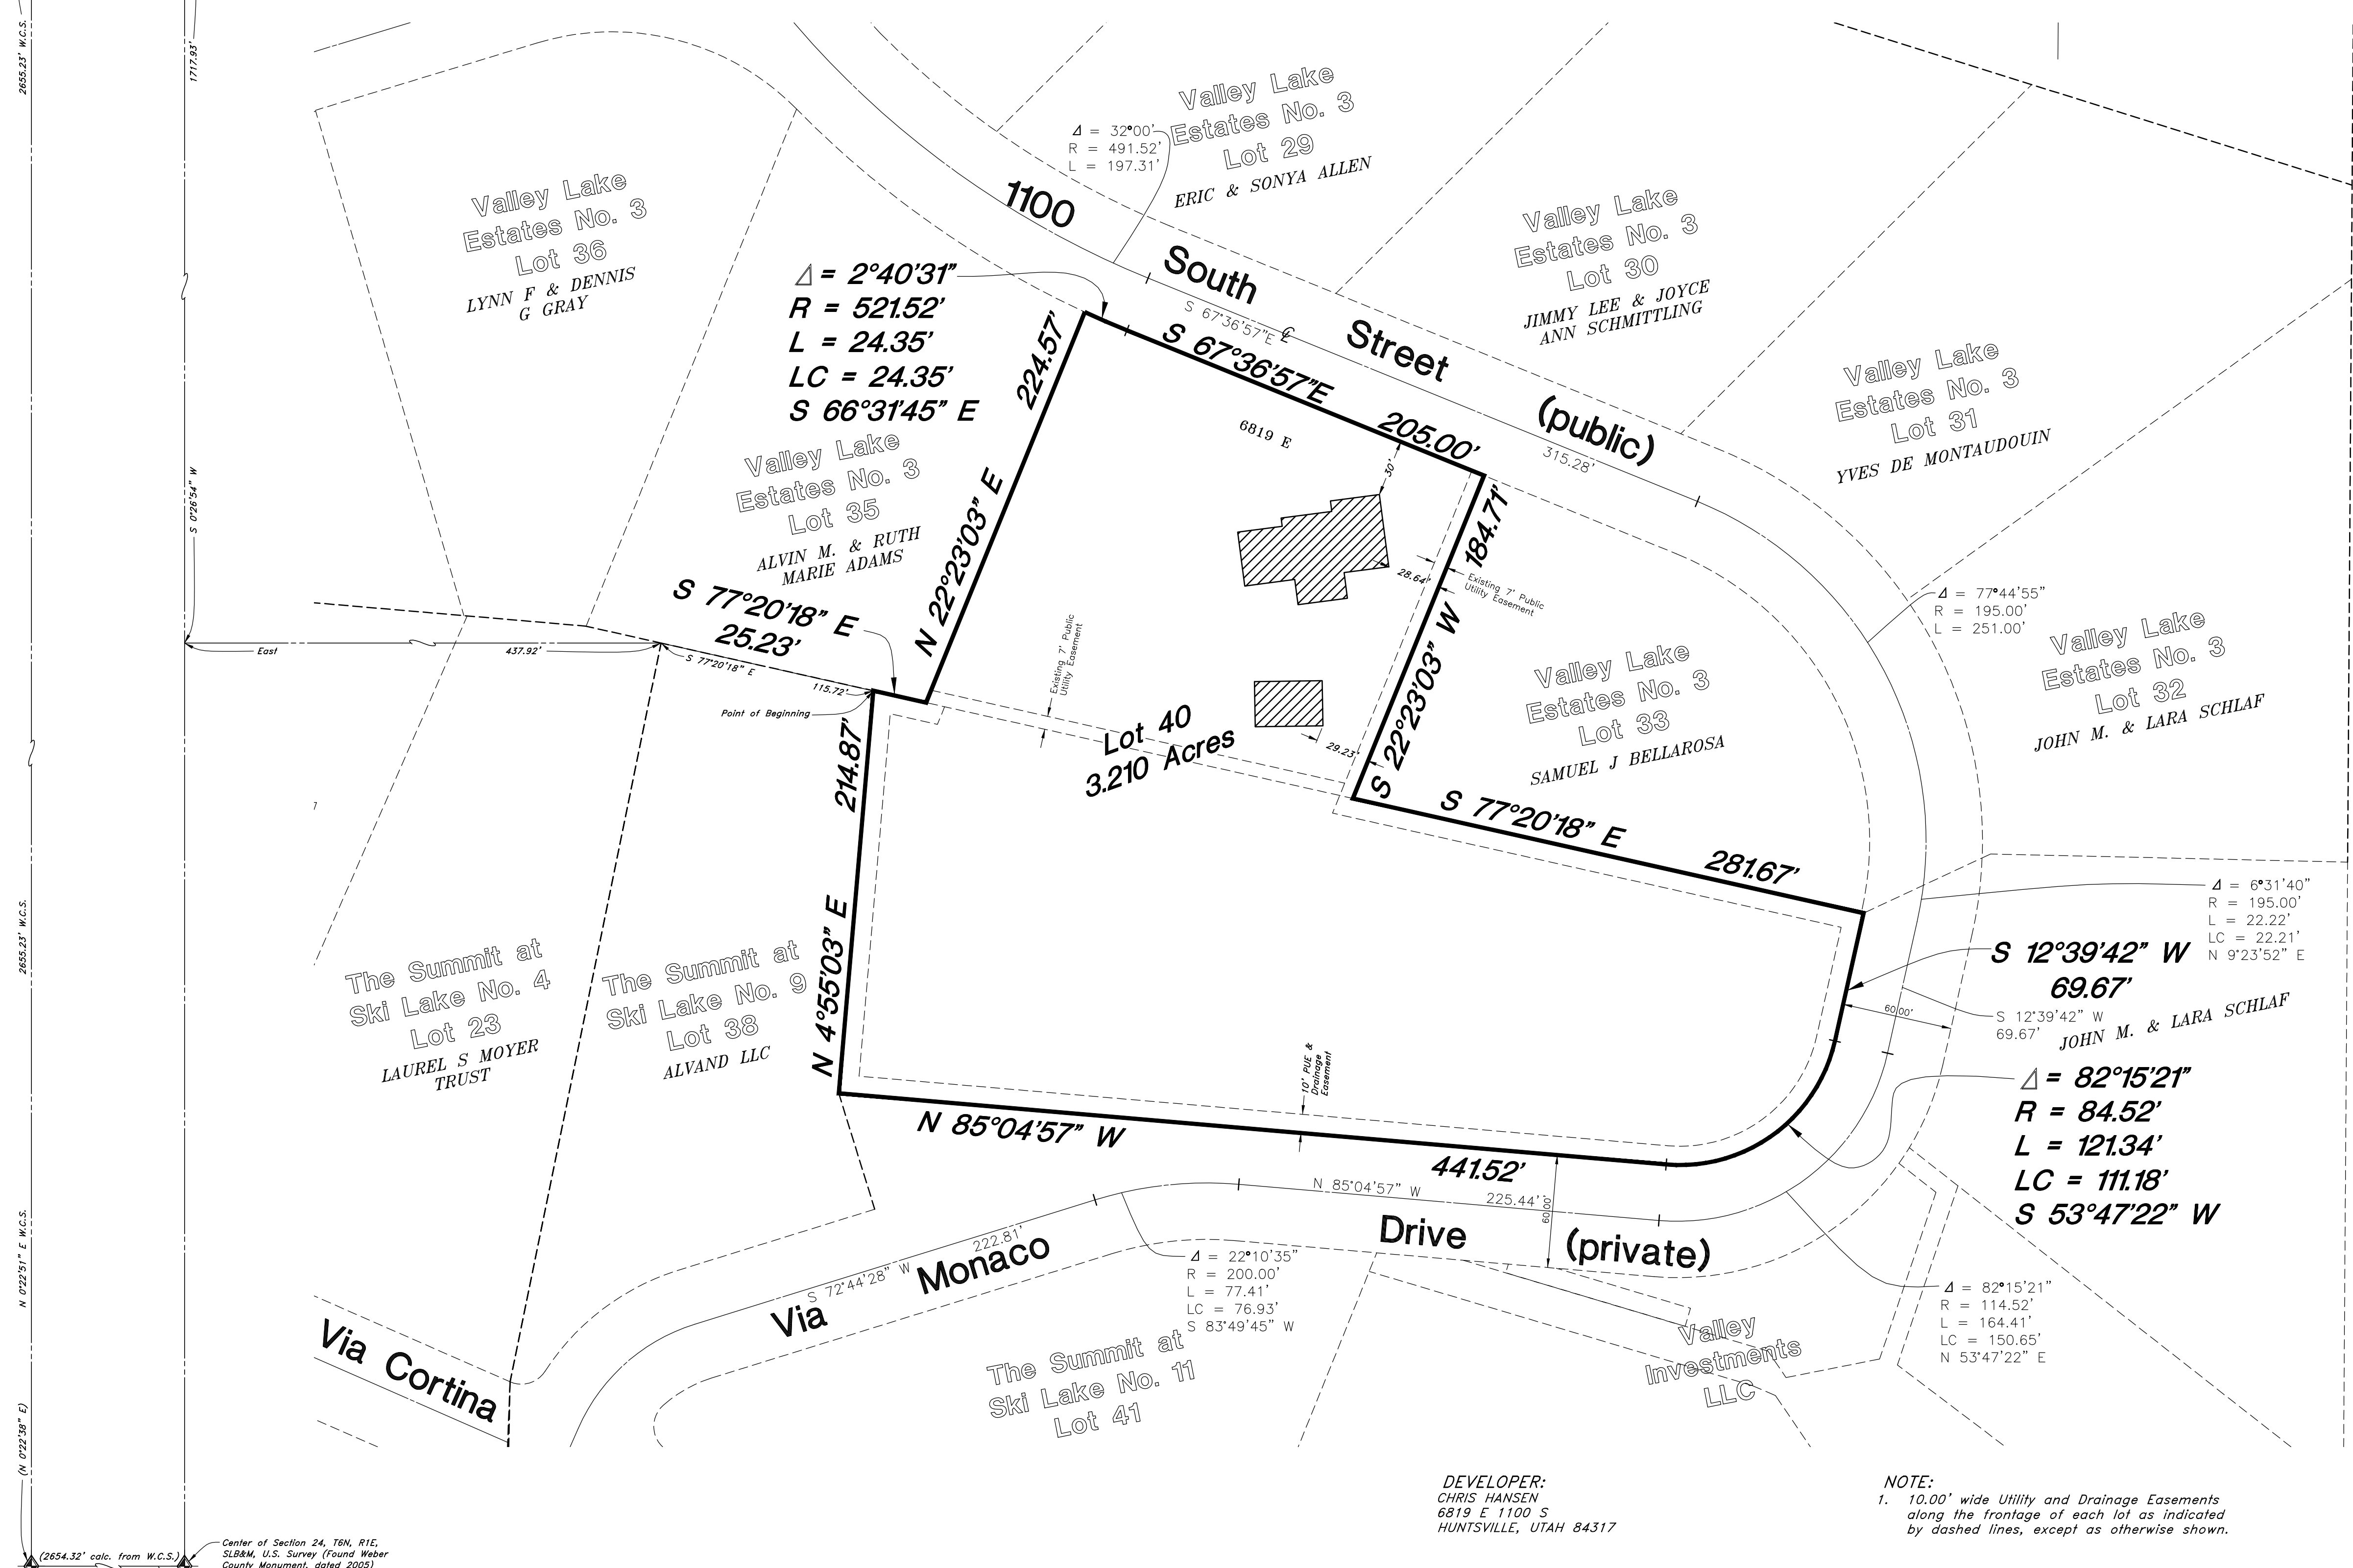 2655.23' W.C.S.
1717.93'
S 0°26'54" W
2655.23' W.C.S.
N 0°22'51" E W.C.S.
(N 0°22'38" E)
(2654.32' calc. from W.C.S.)
Center of Section 24, T6N, R1E,
SLB&M, U.S. Survey (Found Weber
County Monument, dated 2005)
East
437.92'
S 77°20'18" E
115.72'
Point of Beginning
Valley Lake
Estates No. 3
Lot 36
LYNN F & DENNIS
G GRAY
Δ = 2°40'31"
R = 521.52'
L = 24.35'
LC = 24.35'
S 66°31'45" E
Valley Lake
Estates No. 3
Lot 35
ALVIN M. & RUTH
MARIE ADAMS
S 77°20'18" E
25.23'
N 22°23'03" E
224.57'
Δ = 32°00'
R = 491.52'
L = 197.31'
Valley Lake
Estates No. 3
Lot 29
ERIC & SONYA ALLEN
1100 South Street (public)
S 67°36'57"E
℄
315.28'
S 67°36'57"E
205.00'
6819 E
30'
Valley Lake
Estates No. 3
Lot 30
JIMMY LEE & JOYCE
ANN SCHMITTLING
Valley Lake
Estates No. 3
Lot 31
YVES DE MONTAUDOUIN
Δ = 77°44'55"
R = 195.00'
L = 251.00'
Valley Lake
Estates No. 3
Lot 32
JOHN M. & LARA SCHLAF
184.71'
S 22°23'03" W
28.64'
29.23'
Existing 7' Public
Utility Easement
Existing 7' Public
Utility Easement
Valley Lake
Estates No. 3
Lot 33
SAMUEL J BELLAROSA
Lot 40
3.210 Acres
S 77°20'18" E
281.67'
214.87'
N 4°55'03" E
Δ = 6°31'40"
R = 195.00'
L = 22.22'
LC = 22.21'
N 9°23'52" E
S 12°39'42" W
69.67'
60.00'
S 12°39'42" W
69.67'
JOHN M. & LARA SCHLAF
The Summit at
Ski Lake No. 4
Lot 23
LAUREL S MOYER
TRUST
The Summit at
Ski Lake No. 9
Lot 38
ALVAND LLC
10' PUE &
Drainage
Easement
N 85°04'57" W
441.52'
Δ = 82°15'21"
R = 84.52'
L = 121.34'
LC = 111.18'
S 53°47'22" W
N 85°04'57" W
225.44'
60.00'
Via Monaco Drive (private)
S 72°44'28" W
222.81'
Δ = 22°10'35"
R = 200.00'
L = 77.41'
LC = 76.93'
S 83°49'45" W
Δ = 82°15'21"
R = 114.52'
L = 164.41'
LC = 150.65'
N 53°47'22" E
Via Cortina
The Summit at
Ski Lake No. 11
Lot 41
Valley
Investments
LLC
DEVELOPER:
CHRIS HANSEN
6819 E 1100 S
HUNTSVILLE, UTAH 84317
NOTE:
1. 10.00' wide Utility and Drainage Easements
along the frontage of each lot as indicated
by dashed lines, except as otherwise shown.